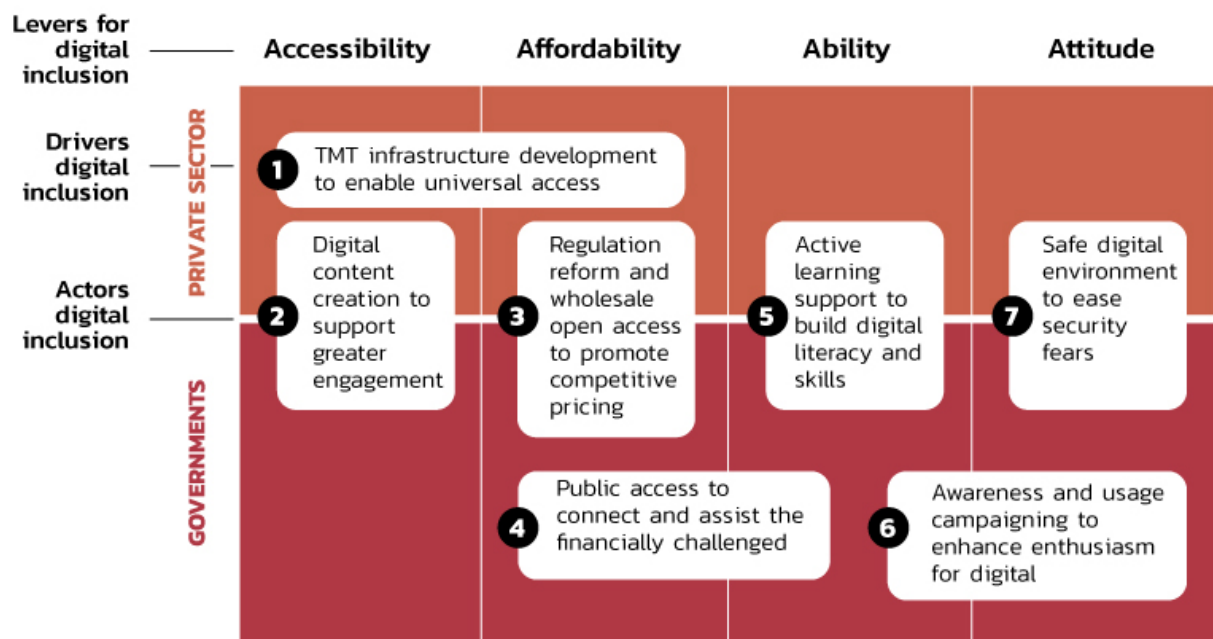 Levers for
digital
inclusion
Accessibility
Affordability
Ability
Attitude
Drivers
digital
inclusion
Actors
digital
inclusion
PRIVATE SECTOR
GOVERNMENTS
1
TMT infrastructure development
to enable universal access
2
Digital
content
creation to
support
greater
engagement
3
Regulation
reform and
wholesale
open access
to promote
competitive
pricing
4
Public access to
connect and assist the
financially challenged
5
Active
learning
support to
build digital
literacy and
skills
6
Awareness and usage
campaigning to
enhance enthusiasm
for digital
7
Safe digital
environment
to ease
security
fears